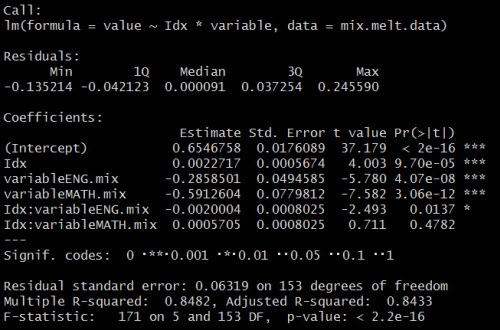 Call:
lm(formula = value ~ Idx * variable, data = mix.melt.data)
Residuals:
Min 1Q Median 3Q Max
-0.135214 -0.042123 0.000091 0.037254 0.245590
Coefficients:
Estimate Std. Error t value Pr(>|t|)
(Intercept) 0.6546758 0.0176089 37.179 < 2e-16 ***
Idx 0.0022717 0.0005674 4.003 9.70e-05 ***
variableENG.mix -0.2858501 0.0494585 -5.780 4.07e-08 ***
variableMATH.mix -0.5912604 0.0779812 -7.582 3.06e-12 ***
Idx:variableENG.mix -0.0020004 0.0008025 -2.493 0.0137 *
Idx:variableMATH.mix 0.0005705 0.0008025 0.711 0.4782
---
Signif. codes: 0 ·**·0.001 ·*·0.01 ··0.05 ··0.1 ··1
Residual standard error: 0.06319 on 153 degrees of freedom
Multiple R-squared: 0.8482, Adjusted R-squared: 0.8433
F-statistic: 171 on 5 and 153 DF, p-value: < 2.2e-16